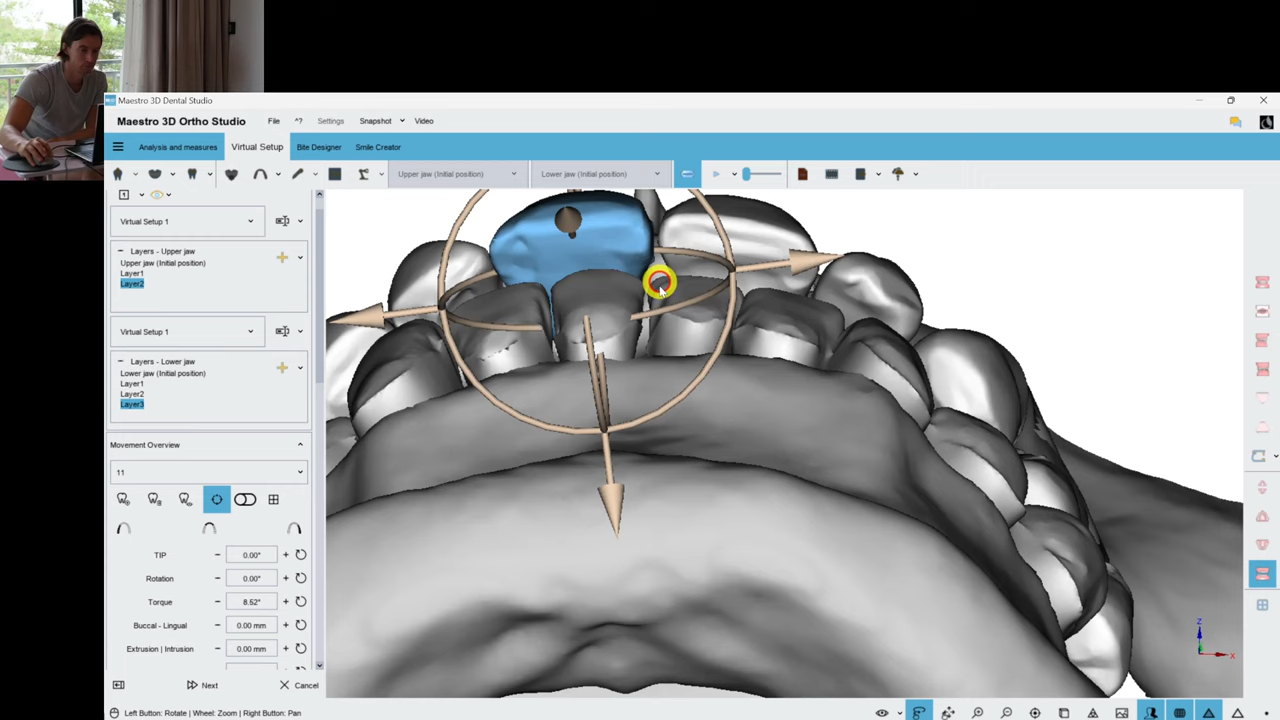 Maestro 3D Dental Studio
Maestro 3D Ortho Studio File ^? Settings Snapshot Video
Analysis and measures Virtual Setup Bite Designer Smile Creator
Upper jaw (Initial position) Lower jaw (Initial position)
1
Virtual Setup 1
Layers - Upper jaw
Upper jaw (Initial position)
Layer1
Layer2
Virtual Setup 1
Layers - Lower jaw
Lower jaw (Initial position)
Layer1
Layer2
Layer3
Movement Overview
11
TIP - 0.00° +
Rotation - 0.00° +
Torque - 8.52° +
Buccal - Lingual - 0.00 mm +
Extrusion | Intrusion - 0.00 mm +
Next Cancel
Z
X
Left Button: Rotate | Wheel: Zoom | Right Button: Pan